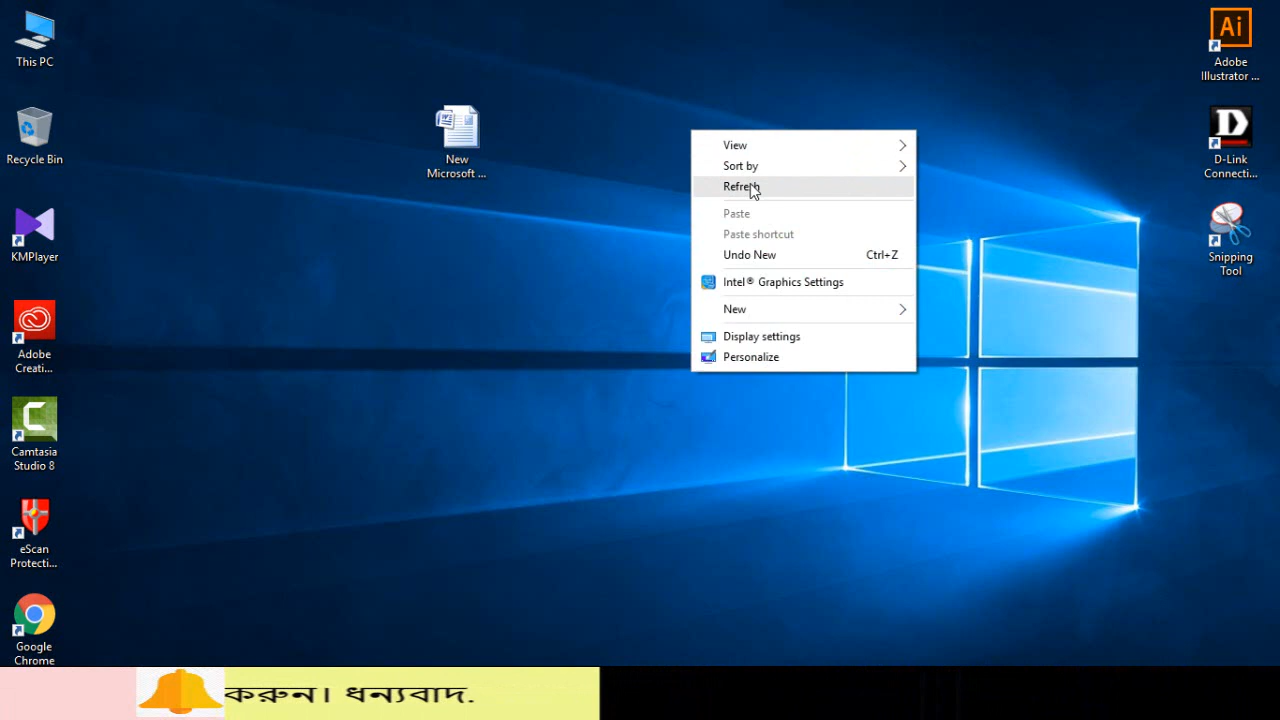 This PC
Recycle Bin
KMPlayer
Adobe
Creati...
Camtasia
Studio 8
eScan
Protecti...
Google
Chrome
New
Microsoft ...
View
Sort by
Refresh
Paste
Paste shortcut
Undo New Ctrl+Z
Intel® Graphics Settings
New
Display settings
Personalize
Ai
Adobe
Illustrator ...
D
D-Link
Connecti...
Snipping
Tool
করুন। ধন্যবাদ.